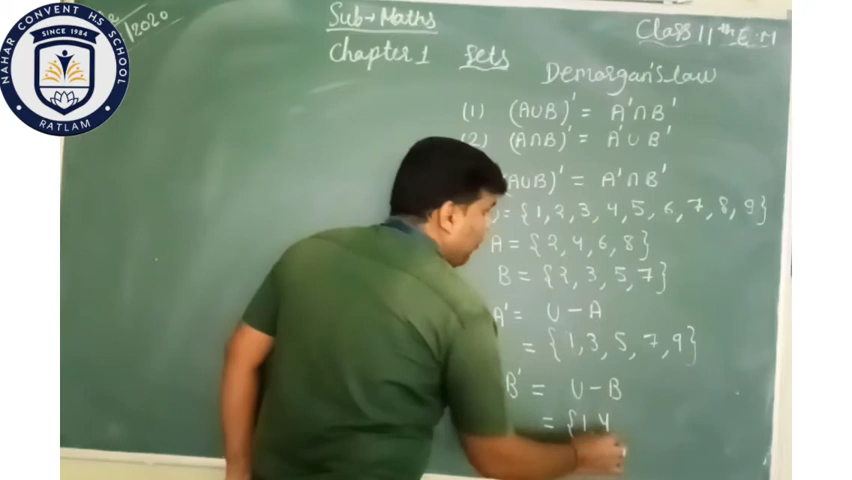 NAHAR CONVENT H.S. SCHOOL
SINCE 1984
RATLAM
/2020
Sub→ Maths
Class 11th E.M
Chapter 1 Sets
Demorgan's law
(1) (A∪B)' = A'∩B'
(2) (A∩B)' = A'∪B'
(A∪B)' = A'∩B'
U = {1,2,3,4,5,6,7,8,9}
A = {2,4,6,8}
B = {2,3,5,7}
A' = U - A
= {1,3,5,7,9}
B' = U - B
= {1,4